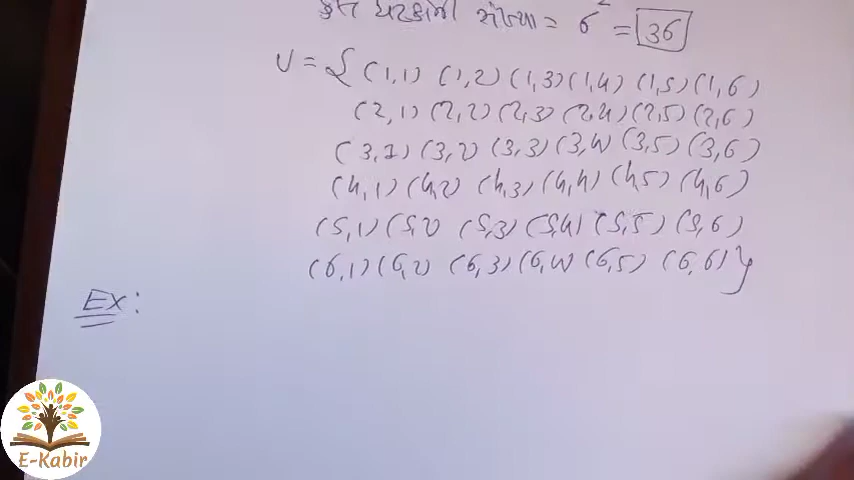 કુલ ઘટકોની સંખ્યા = 6² = 36
U = { (1,1) (1,2) (1,3) (1,4) (1,5) (1,6)
(2,1) (2,2) (2,3) (2,4) (2,5) (2,6)
(3,1) (3,2) (3,3) (3,4) (3,5) (3,6)
(4,1) (4,2) (4,3) (4,4) (4,5) (4,6)
(5,1) (5,2) (5,3) (5,4) (5,5) (5,6)
(6,1) (6,2) (6,3) (6,4) (6,5) (6,6) }
Ex:
E-Kabir